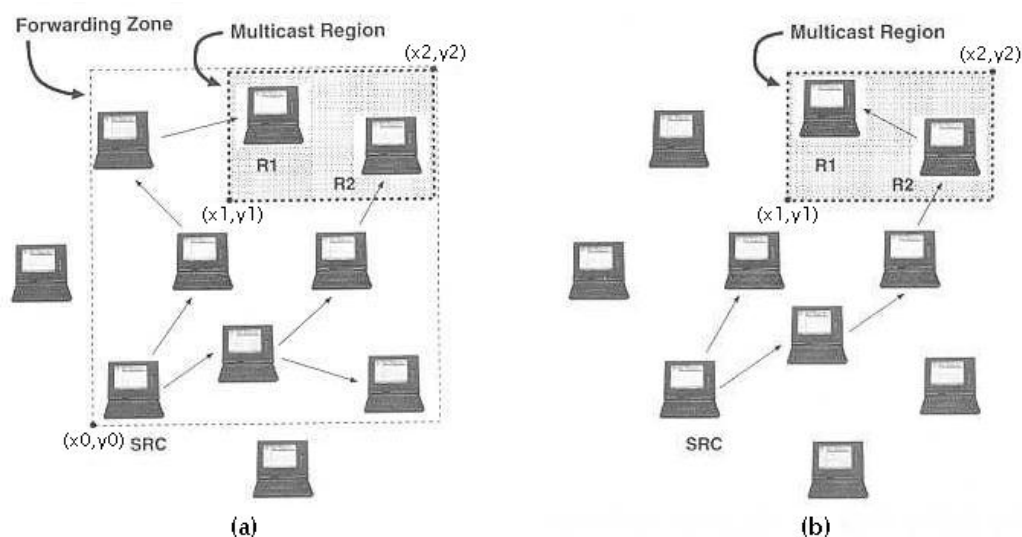 Forwarding Zone
Multicast Region
(x2,y2)
R1
R2
(x1,y1)
(x0,y0)
SRC
(a)
Multicast Region
(x2,y2)
R1
R2
(x1,y1)
SRC
(b)